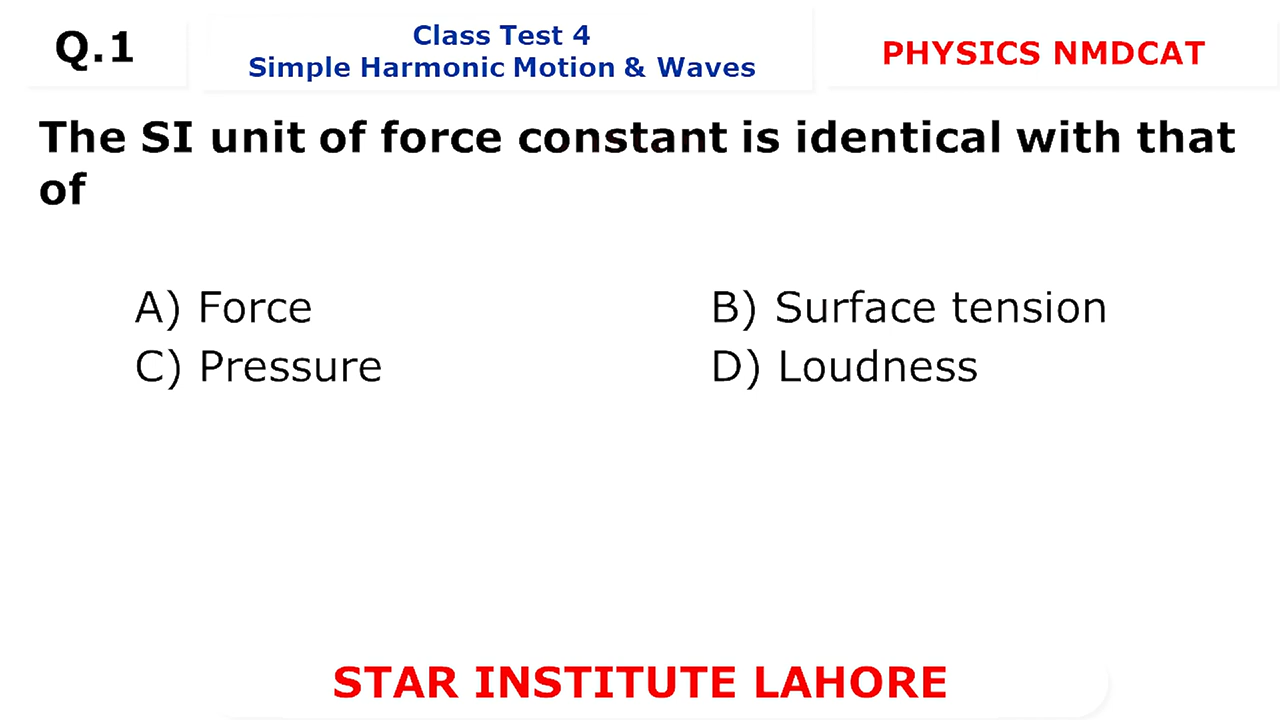 Q.1
Class Test 4
Simple Harmonic Motion & Waves
PHYSICS NMDCAT
The SI unit of force constant is identical with that
of
A) Force
B) Surface tension
C) Pressure
D) Loudness
STAR INSTITUTE LAHORE